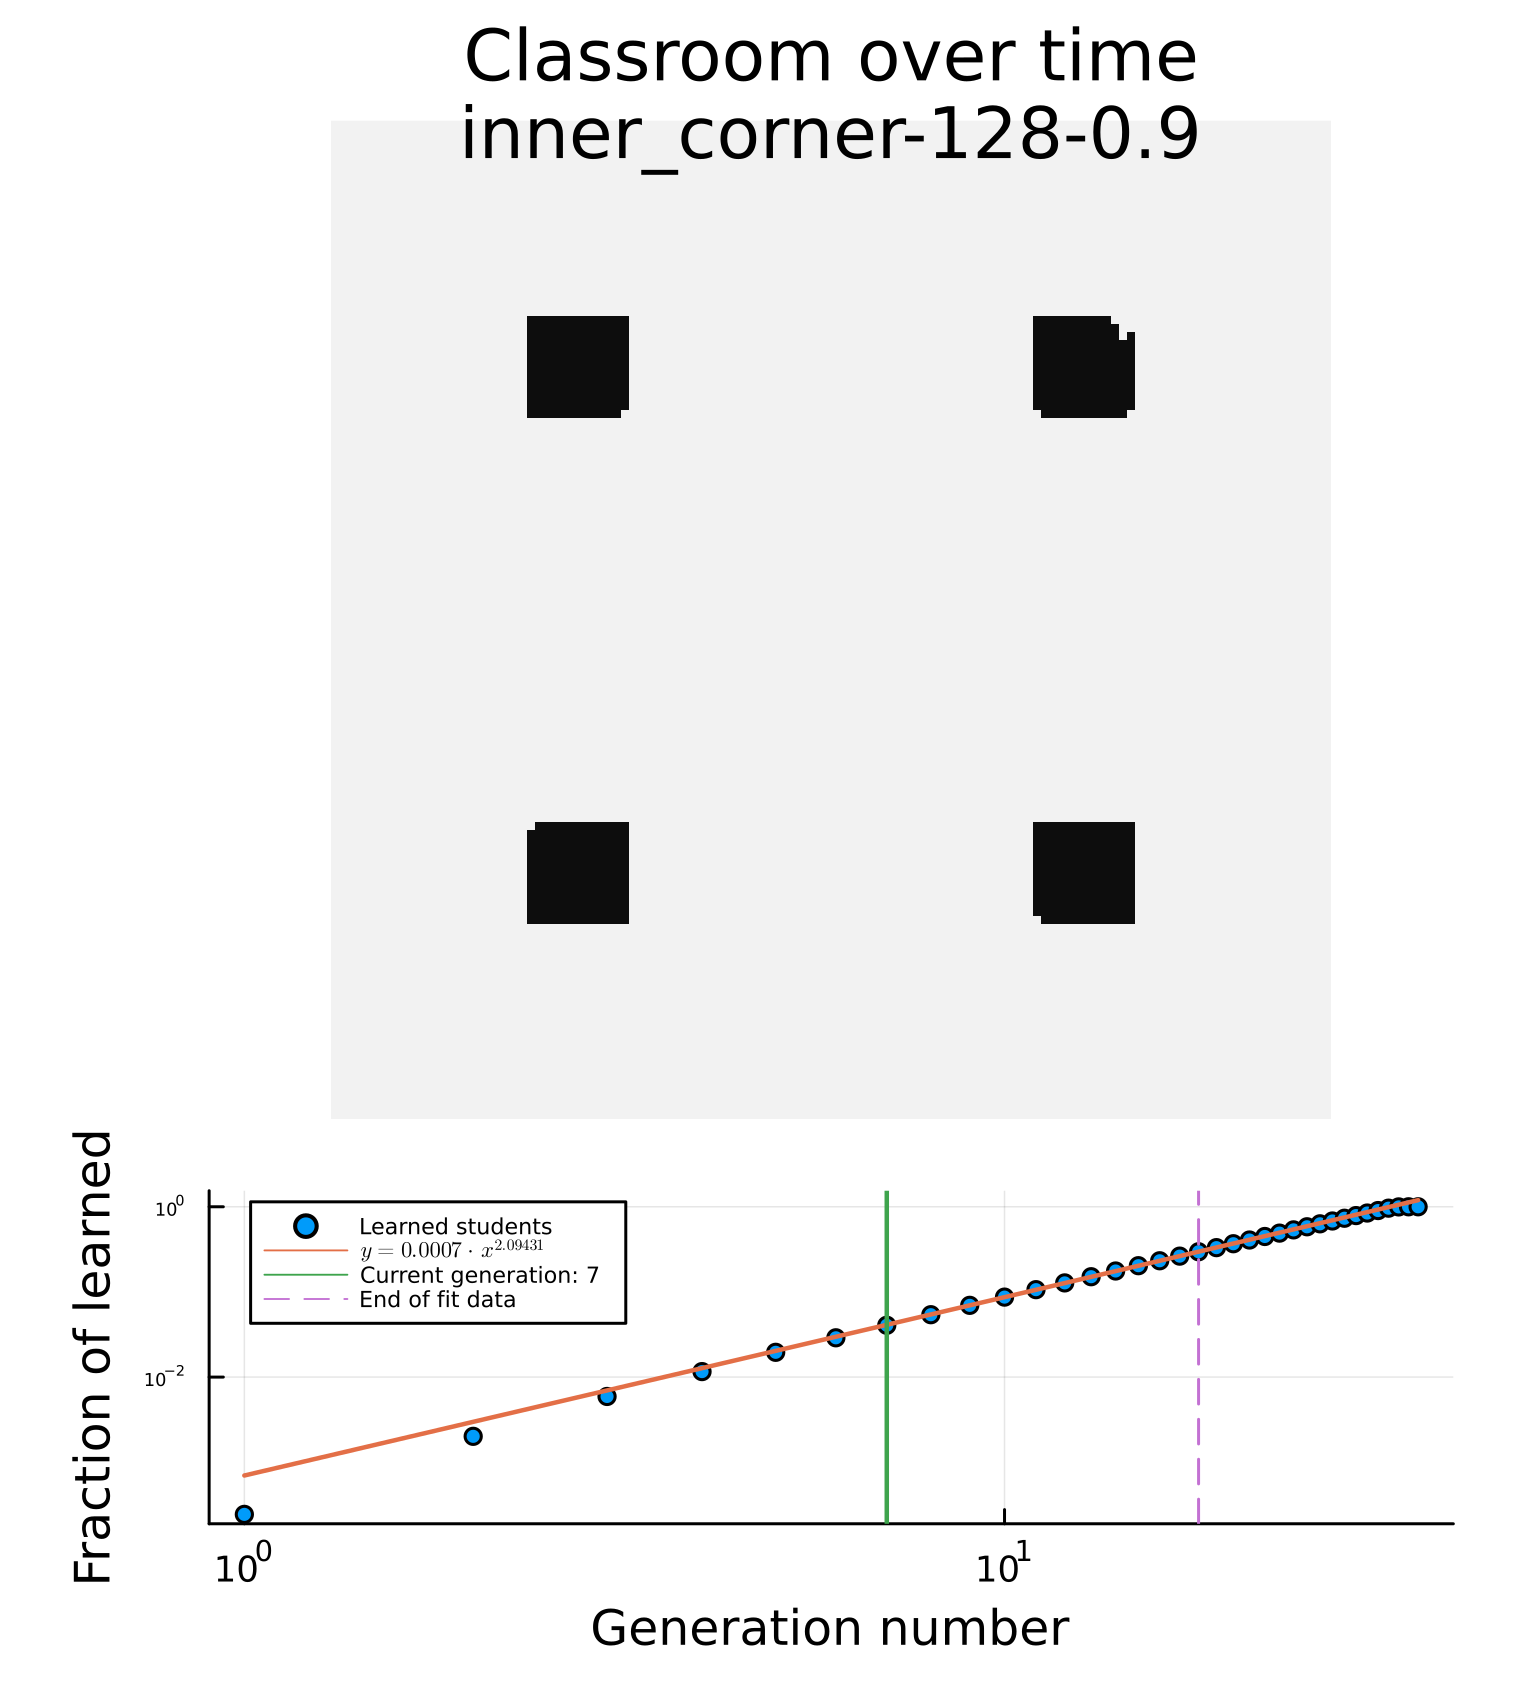 Classroom over time
inner_corner-128-0.9
Fraction of learned
10^0
10^−2
Learned students
y = 0.0007 · x^2.09431
Current generation: 7
End of fit data
10^0
10^1
Generation number